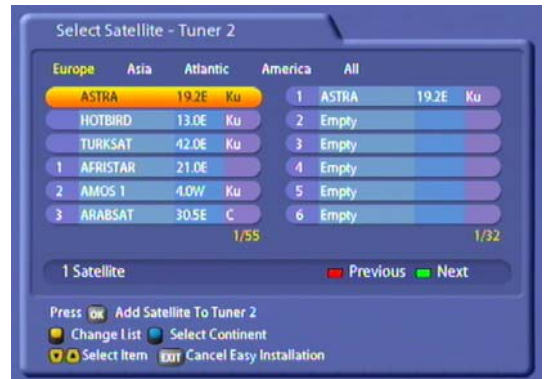 Select Satellite - Tuner 2
Europe Asia Atlantic America All
ASTRA 19.2E Ku
HOTBIRD 13.0E Ku
TURKSAT 42.0E Ku
1 AFRISTAR 21.0E
2 AMOS 1 4.0W Ku
3 ARABSAT 30.5E C
1/55
1 ASTRA 19.2E Ku
2 Empty
3 Empty
4 Empty
5 Empty
6 Empty
1/32
1 Satellite Previous Next
Press OK Add Satellite To Tuner 2
Change List Select Continent
Select Item EXIT Cancel Easy Installation